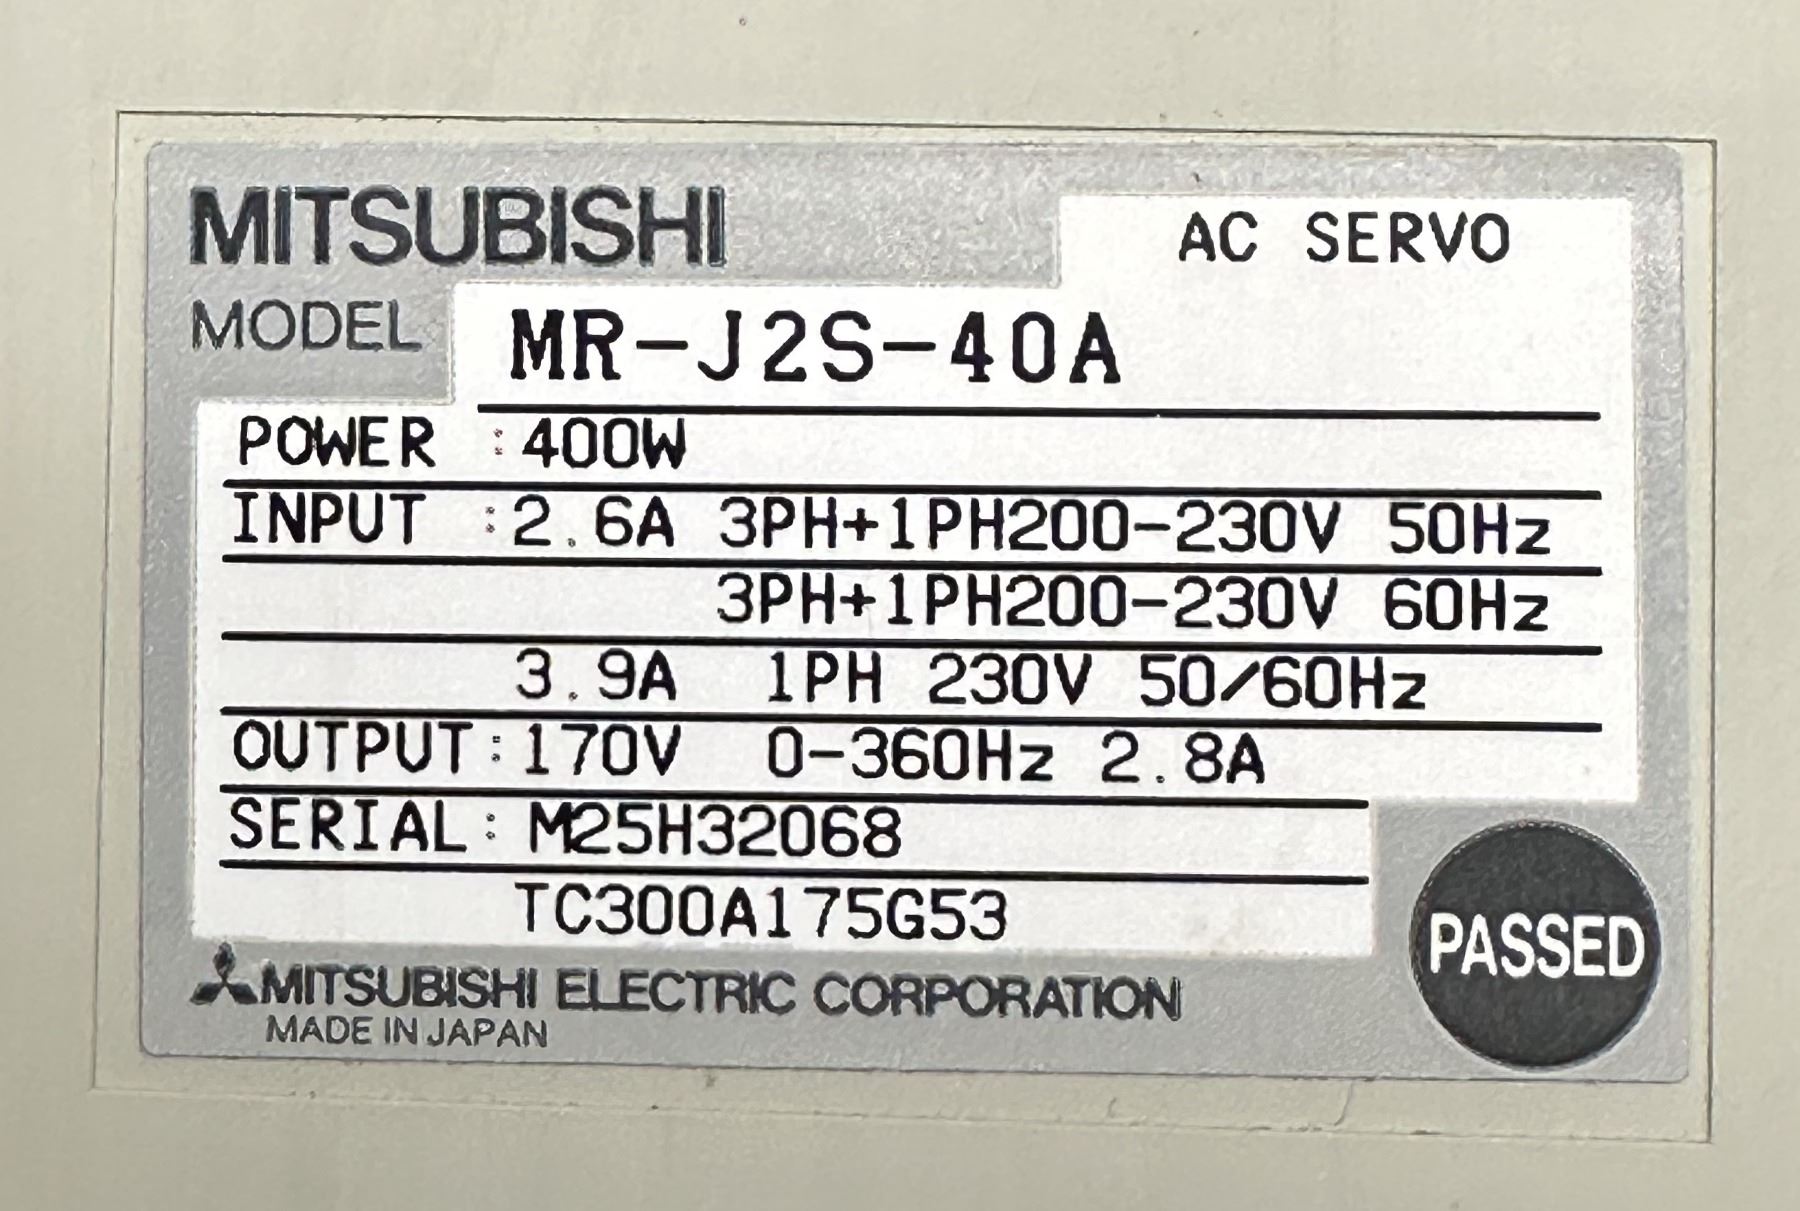 MITSUBISHI
AC SERVO
MODEL MR-J2S-40A
POWER :400W
INPUT :2.6A 3PH+1PH200-230V 50Hz
3PH+1PH200-230V 60Hz
3.9A 1PH 230V 50/60Hz
OUTPUT:170V 0-360Hz 2.8A
SERIAL: M25H32068
TC300A175G53
PASSED
MITSUBISHI ELECTRIC CORPORATION
MADE IN JAPAN